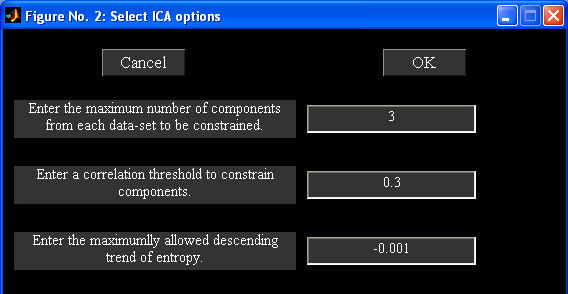 Figure No. 2: Select ICA options
Cancel
OK
Enter the maximum number of components
from each data-set to be constrained.
3
Enter a correlation threshold to constrain
components.
0.3
Enter the maximumlly allowed descending
trend of entropy.
-0.001